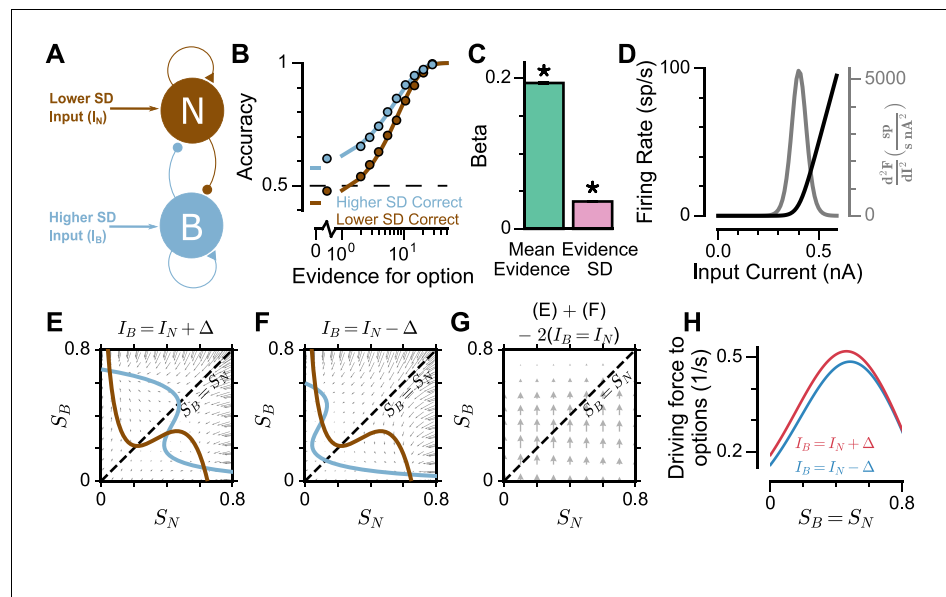 A
Lower SD
Input (I_N)
N
B
Higher SD
Input (I_B)
B
Accuracy
1
0.5
Higher SD Correct
Lower SD Correct
0
10^0
10^1
Evidence for option
C
Beta
0.2
0
*
*
Mean
Evidence
Evidence
SD
D
Firing Rate (sp/s)
100
0
5000
0
d²F/dI² (sp/s nA²)
0.0
0.5
Input Current (nA)
E
I_B = I_N + Δ
S_B
0.8
0
S_B = S_N
0
0.8
S_N
F
I_B = I_N − Δ
S_B
0.8
0
S_B = S_N
0
0.8
S_N
G
(E) + (F)
− 2(I_B = I_N)
S_B
0.8
0
S_B = S_N
0
0.8
S_N
H
Driving force to
options (1/s)
0.5
0.2
I_B = I_N + Δ
I_B = I_N − Δ
0
0.8
S_B = S_N